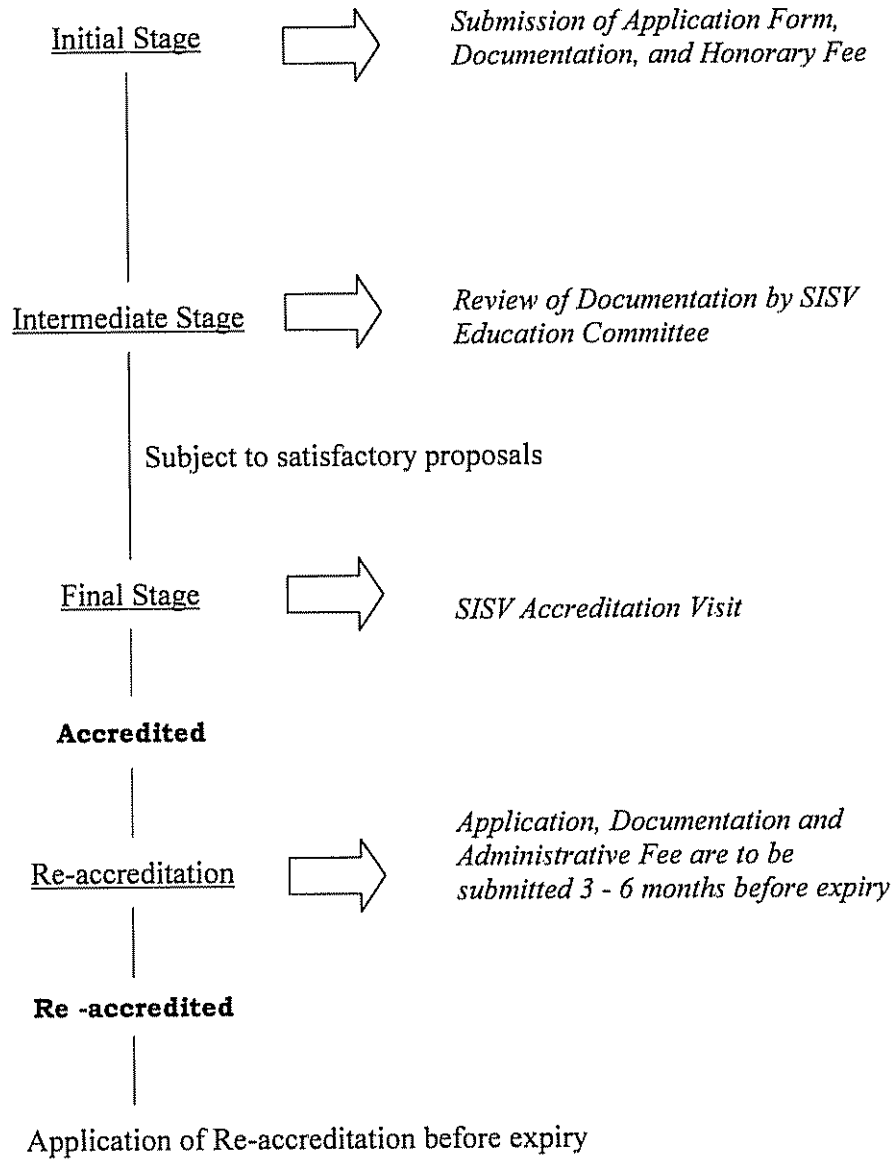 Initial Stage
Submission of Application Form,
Documentation, and Honorary Fee
Intermediate Stage
Review of Documentation by SISV
Education Committee
Subject to satisfactory proposals
Final Stage
SISV Accreditation Visit
Accredited
Re-accreditation
Application, Documentation and
Administrative Fee are to be
submitted 3 - 6 months before expiry
Re -accredited
Application of Re-accreditation before expiry